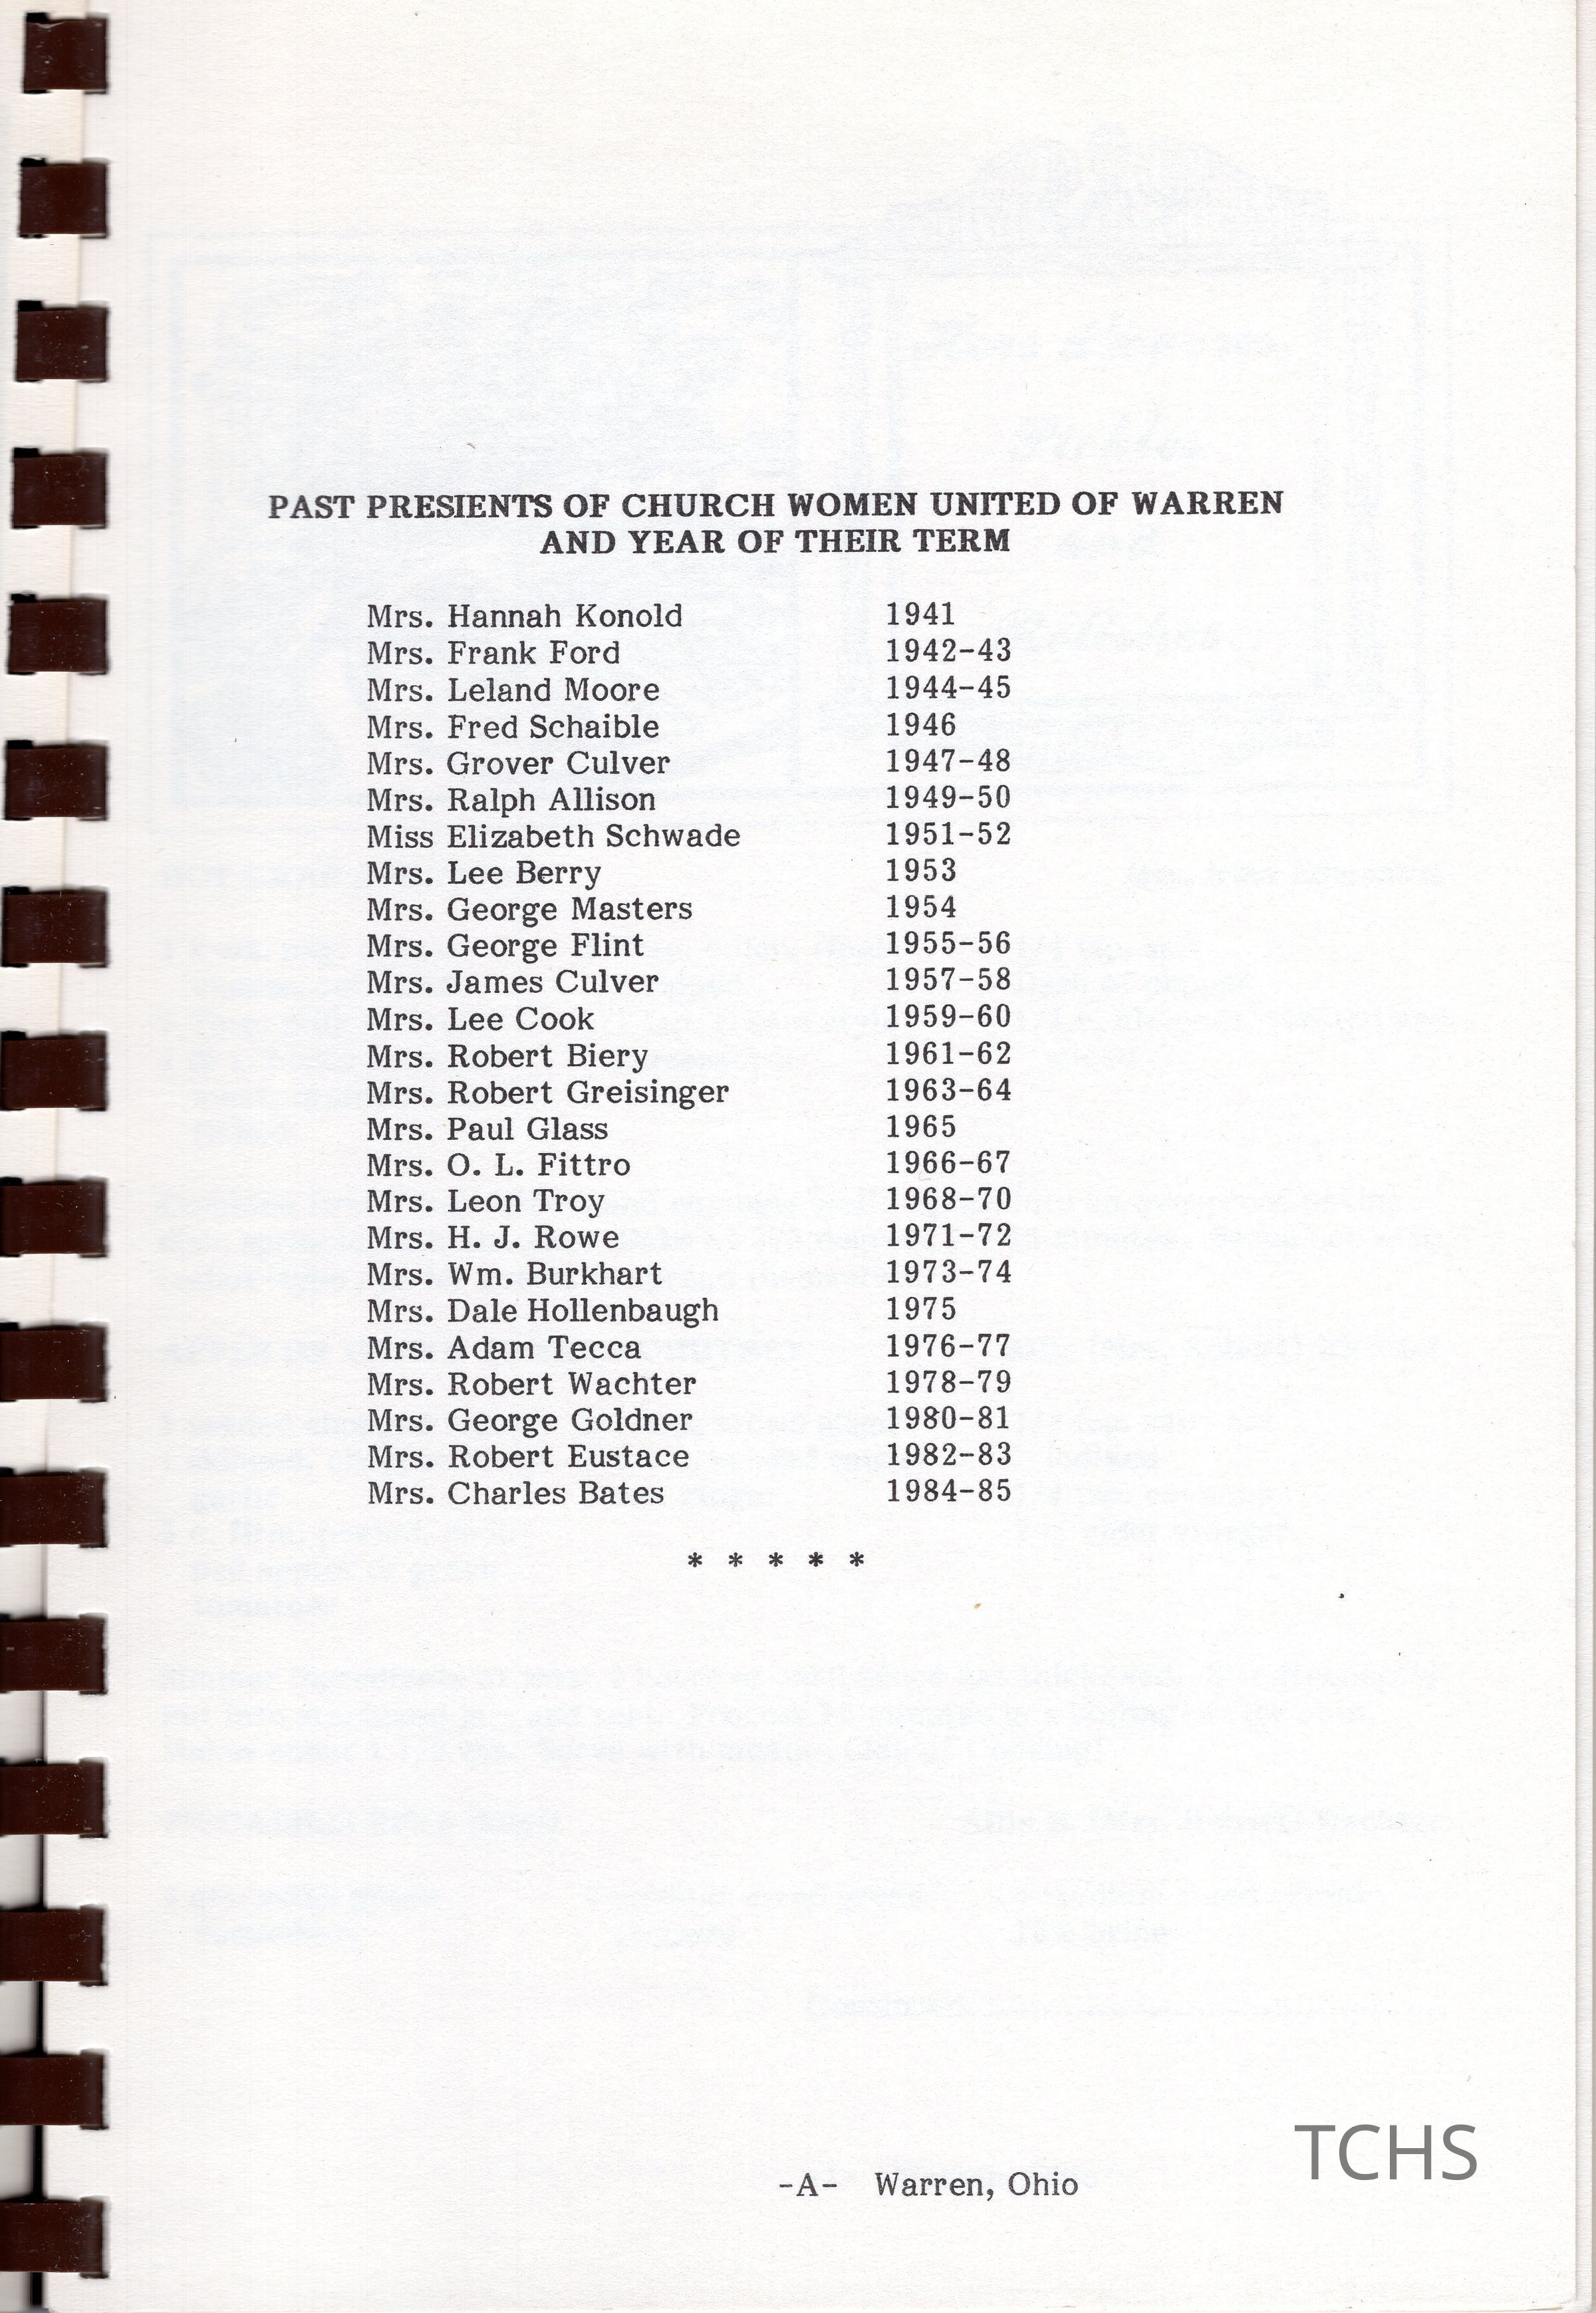 PAST PRESIENTS OF CHURCH WOMEN UNITED OF WARREN
AND YEAR OF THEIR TERM
Mrs. Hannah Konold 1941
Mrs. Frank Ford 1942-43
Mrs. Leland Moore 1944-45
Mrs. Fred Schaible 1946
Mrs. Grover Culver 1947-48
Mrs. Ralph Allison 1949-50
Miss Elizabeth Schwade 1951-52
Mrs. Lee Berry 1953
Mrs. George Masters 1954
Mrs. George Flint 1955-56
Mrs. James Culver 1957-58
Mrs. Lee Cook 1959-60
Mrs. Robert Biery 1961-62
Mrs. Robert Greisinger 1963-64
Mrs. Paul Glass 1965
Mrs. O. L. Fittro 1966-67
Mrs. Leon Troy 1968-70
Mrs. H. J. Rowe 1971-72
Mrs. Wm. Burkhart 1973-74
Mrs. Dale Hollenbaugh 1975
Mrs. Adam Tecca 1976-77
Mrs. Robert Wachter 1978-79
Mrs. George Goldner 1980-81
Mrs. Robert Eustace 1982-83
Mrs. Charles Bates 1984-85
* * * * *
TCHS
-A- Warren, Ohio